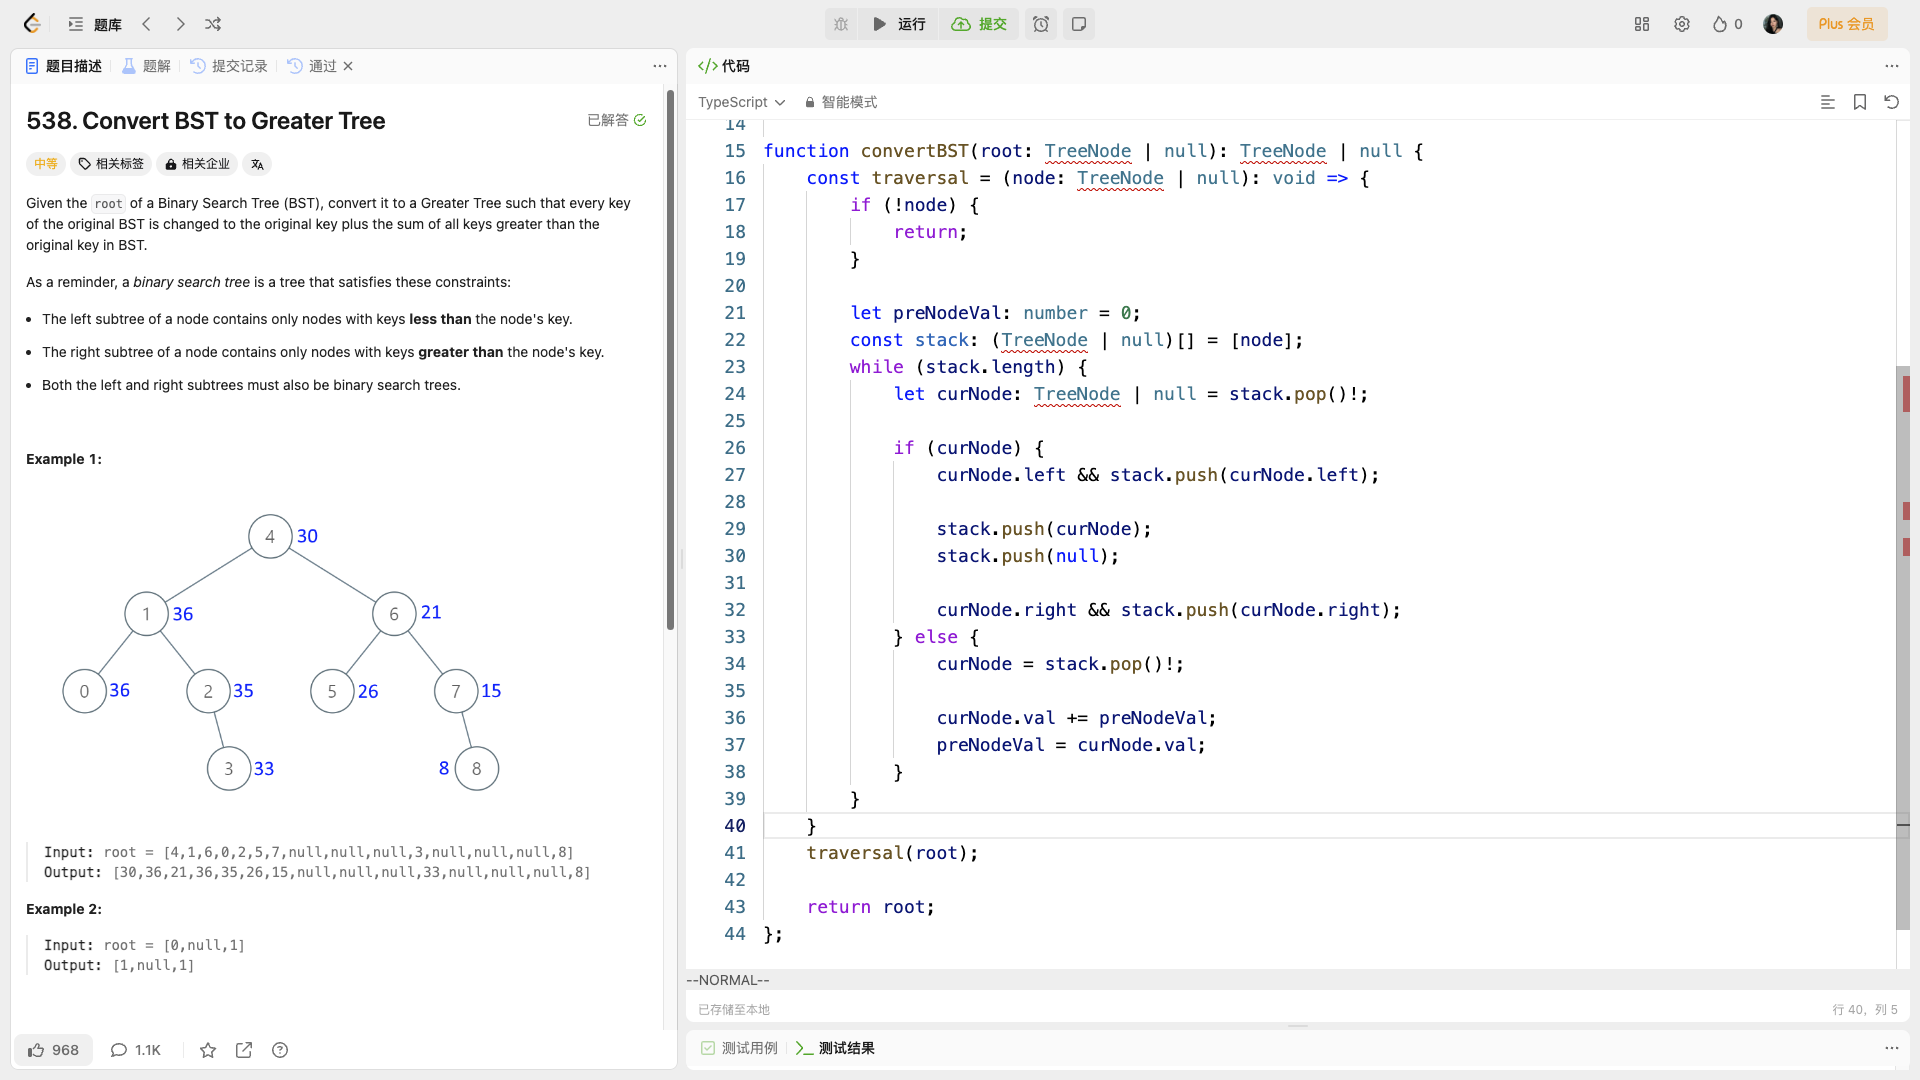 题库
运行
提交
0
Plus 会员
题目描述
题解
提交记录
通过
538. Convert BST to Greater Tree
已解答
中等
相关标签
相关企业
Given the root of a Binary Search Tree (BST), convert it to a Greater Tree such that every key
of the original BST is changed to the original key plus the sum of all keys greater than the
original key in BST.
As a reminder, a binary search tree is a tree that satisfies these constraints:
• The left subtree of a node contains only nodes with keys less than the node's key.
• The right subtree of a node contains only nodes with keys greater than the node's key.
• Both the left and right subtrees must also be binary search trees.
Example 1:
4 30
1 36
6 21
0 36
2 35
5 26
7 15
3 33
8 8
Input: root = [4,1,6,0,2,5,7,null,null,null,3,null,null,null,8]
Output: [30,36,21,36,35,26,15,null,null,null,33,null,null,null,8]
Example 2:
Input: root = [0,null,1]
Output: [1,null,1]
968
1.1K
代码
TypeScript
智能模式
14
15 function convertBST(root: TreeNode | null): TreeNode | null {
16 const traversal = (node: TreeNode | null): void => {
17 if (!node) {
18 return;
19 }
20
21 let preNodeVal: number = 0;
22 const stack: (TreeNode | null)[] = [node];
23 while (stack.length) {
24 let curNode: TreeNode | null = stack.pop()!;
25
26 if (curNode) {
27 curNode.left && stack.push(curNode.left);
28
29 stack.push(curNode);
30 stack.push(null);
31
32 curNode.right && stack.push(curNode.right);
33 } else {
34 curNode = stack.pop()!;
35
36 curNode.val += preNodeVal;
37 preNodeVal = curNode.val;
38 }
39 }
40 }
41 traversal(root);
42
43 return root;
44 };
--NORMAL--
已存储至本地
行 40, 列 5
测试用例
测试结果